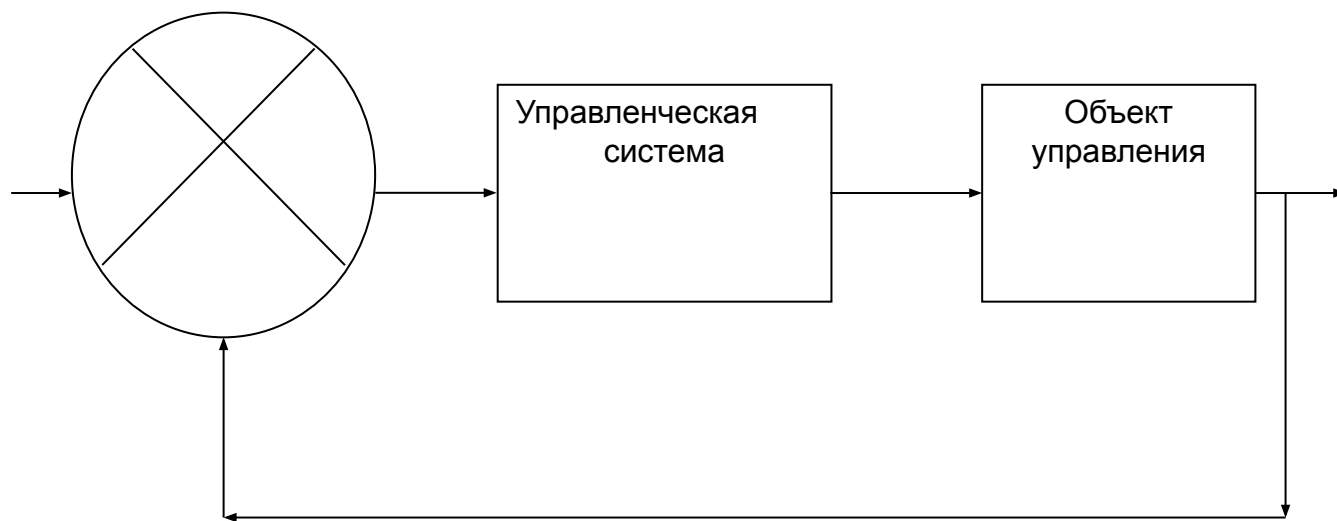 Управленческая
система
Объект
управления